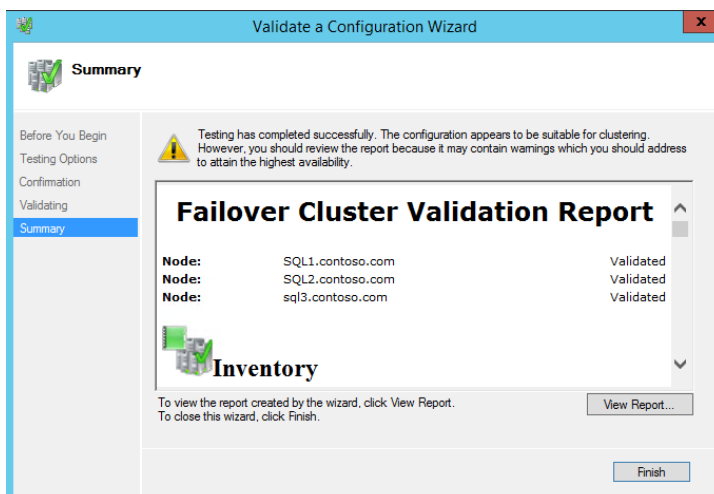 Validate a Configuration Wizard
x
Summary
Before You Begin
Testing Options
Confirmation
Validating
Summary
Testing has completed successfully. The configuration appears to be suitable for clustering.
However, you should review the report because it may contain warnings which you should address
to attain the highest availability.
Failover Cluster Validation Report
Node: SQL1.contoso.com Validated
Node: SQL2.contoso.com Validated
Node: sql3.contoso.com Validated
Inventory
To view the report created by the wizard, click View Report.
To close this wizard, click Finish.
View Report...
Finish